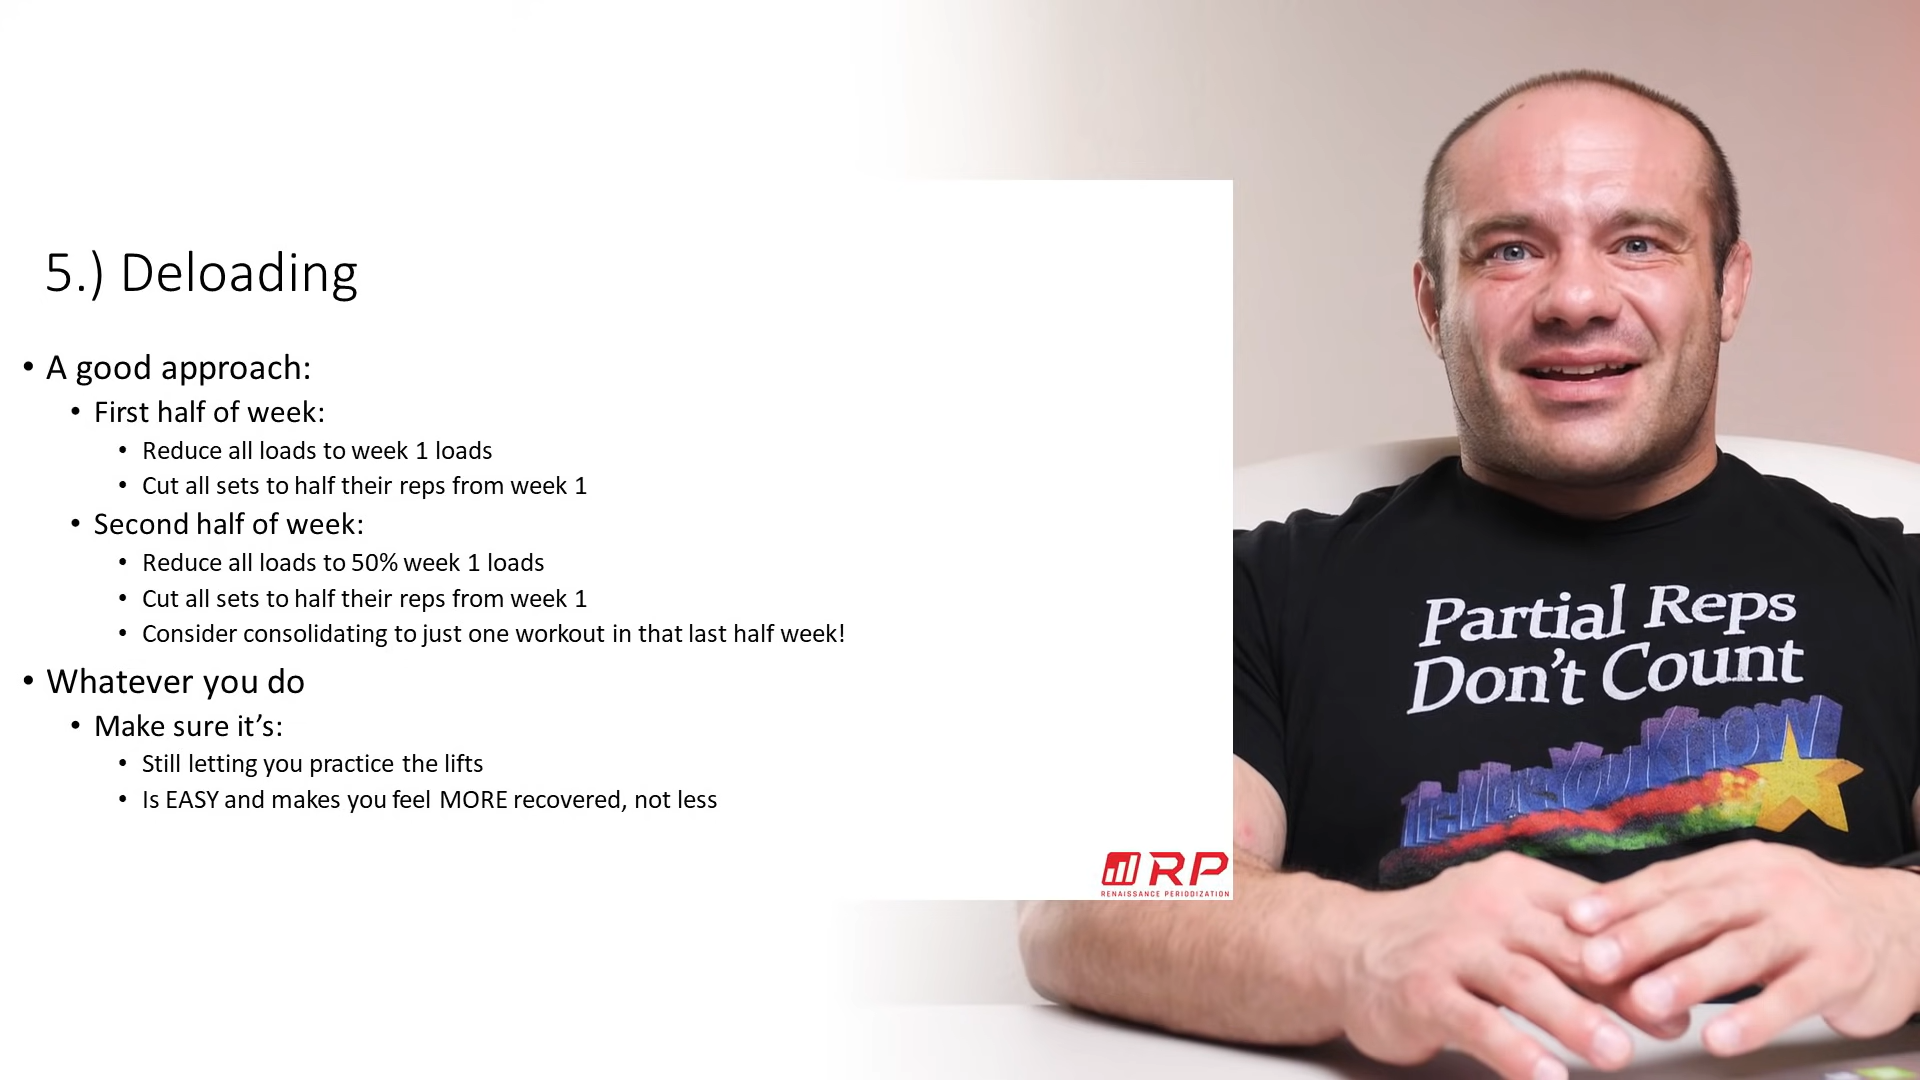 5.) Deloading
• A good approach:
• First half of week:
• Reduce all loads to week 1 loads
• Cut all sets to half their reps from week 1
• Second half of week:
• Reduce all loads to 50% week 1 loads
• Cut all sets to half their reps from week 1
• Consider consolidating to just one workout in that last half week!
• Whatever you do
• Make sure it's:
• Still letting you practice the lifts
• Is EASY and makes you feel MORE recovered, not less
RP
RENAISSANCE PERIODIZATION
Partial Reps
Don't Count
The More You Know